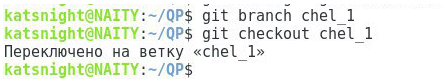 katsnight@NAITY:~/QP$ git branch chel_1
katsnight@NAITY:~/QP$ git checkout chel_1
Переключено на ветку «chel_1»
katsnight@NAITY:~/QP$